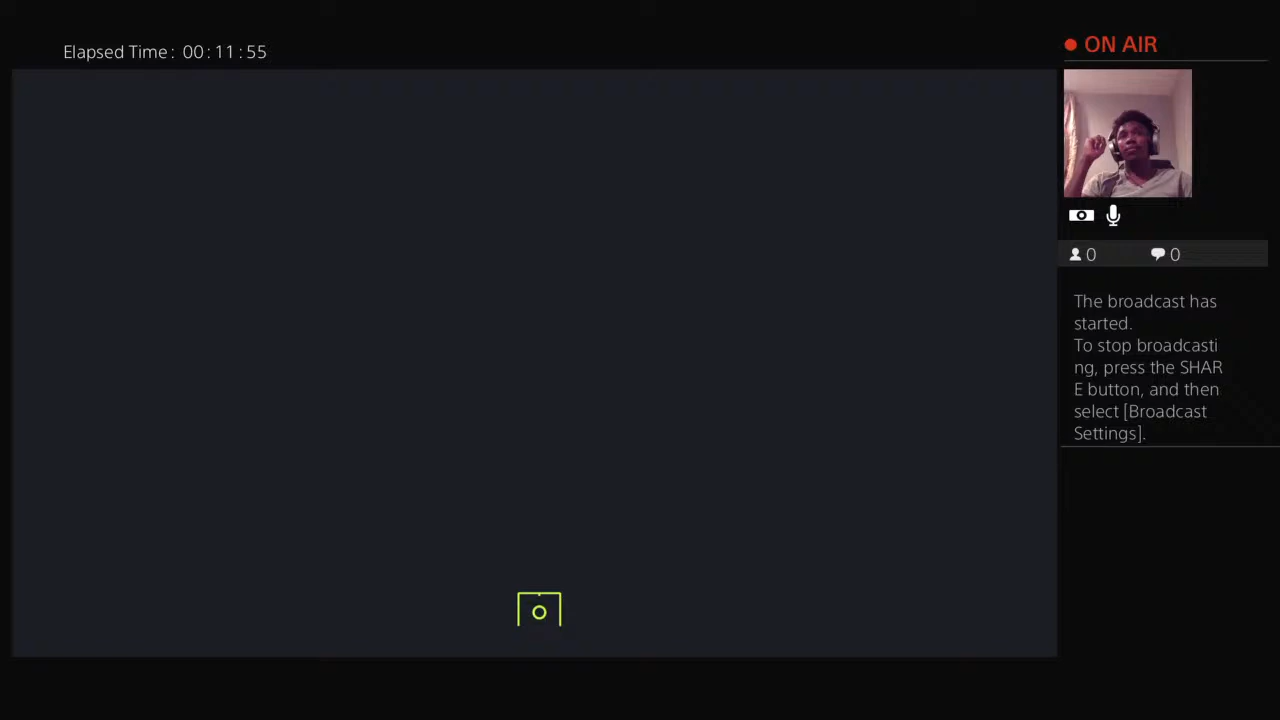 Elapsed Time: 00:11:55
ON AIR
0
0
The broadcast has
started.
To stop broadcasti
ng, press the SHAR
E button, and then
select [Broadcast
Settings].